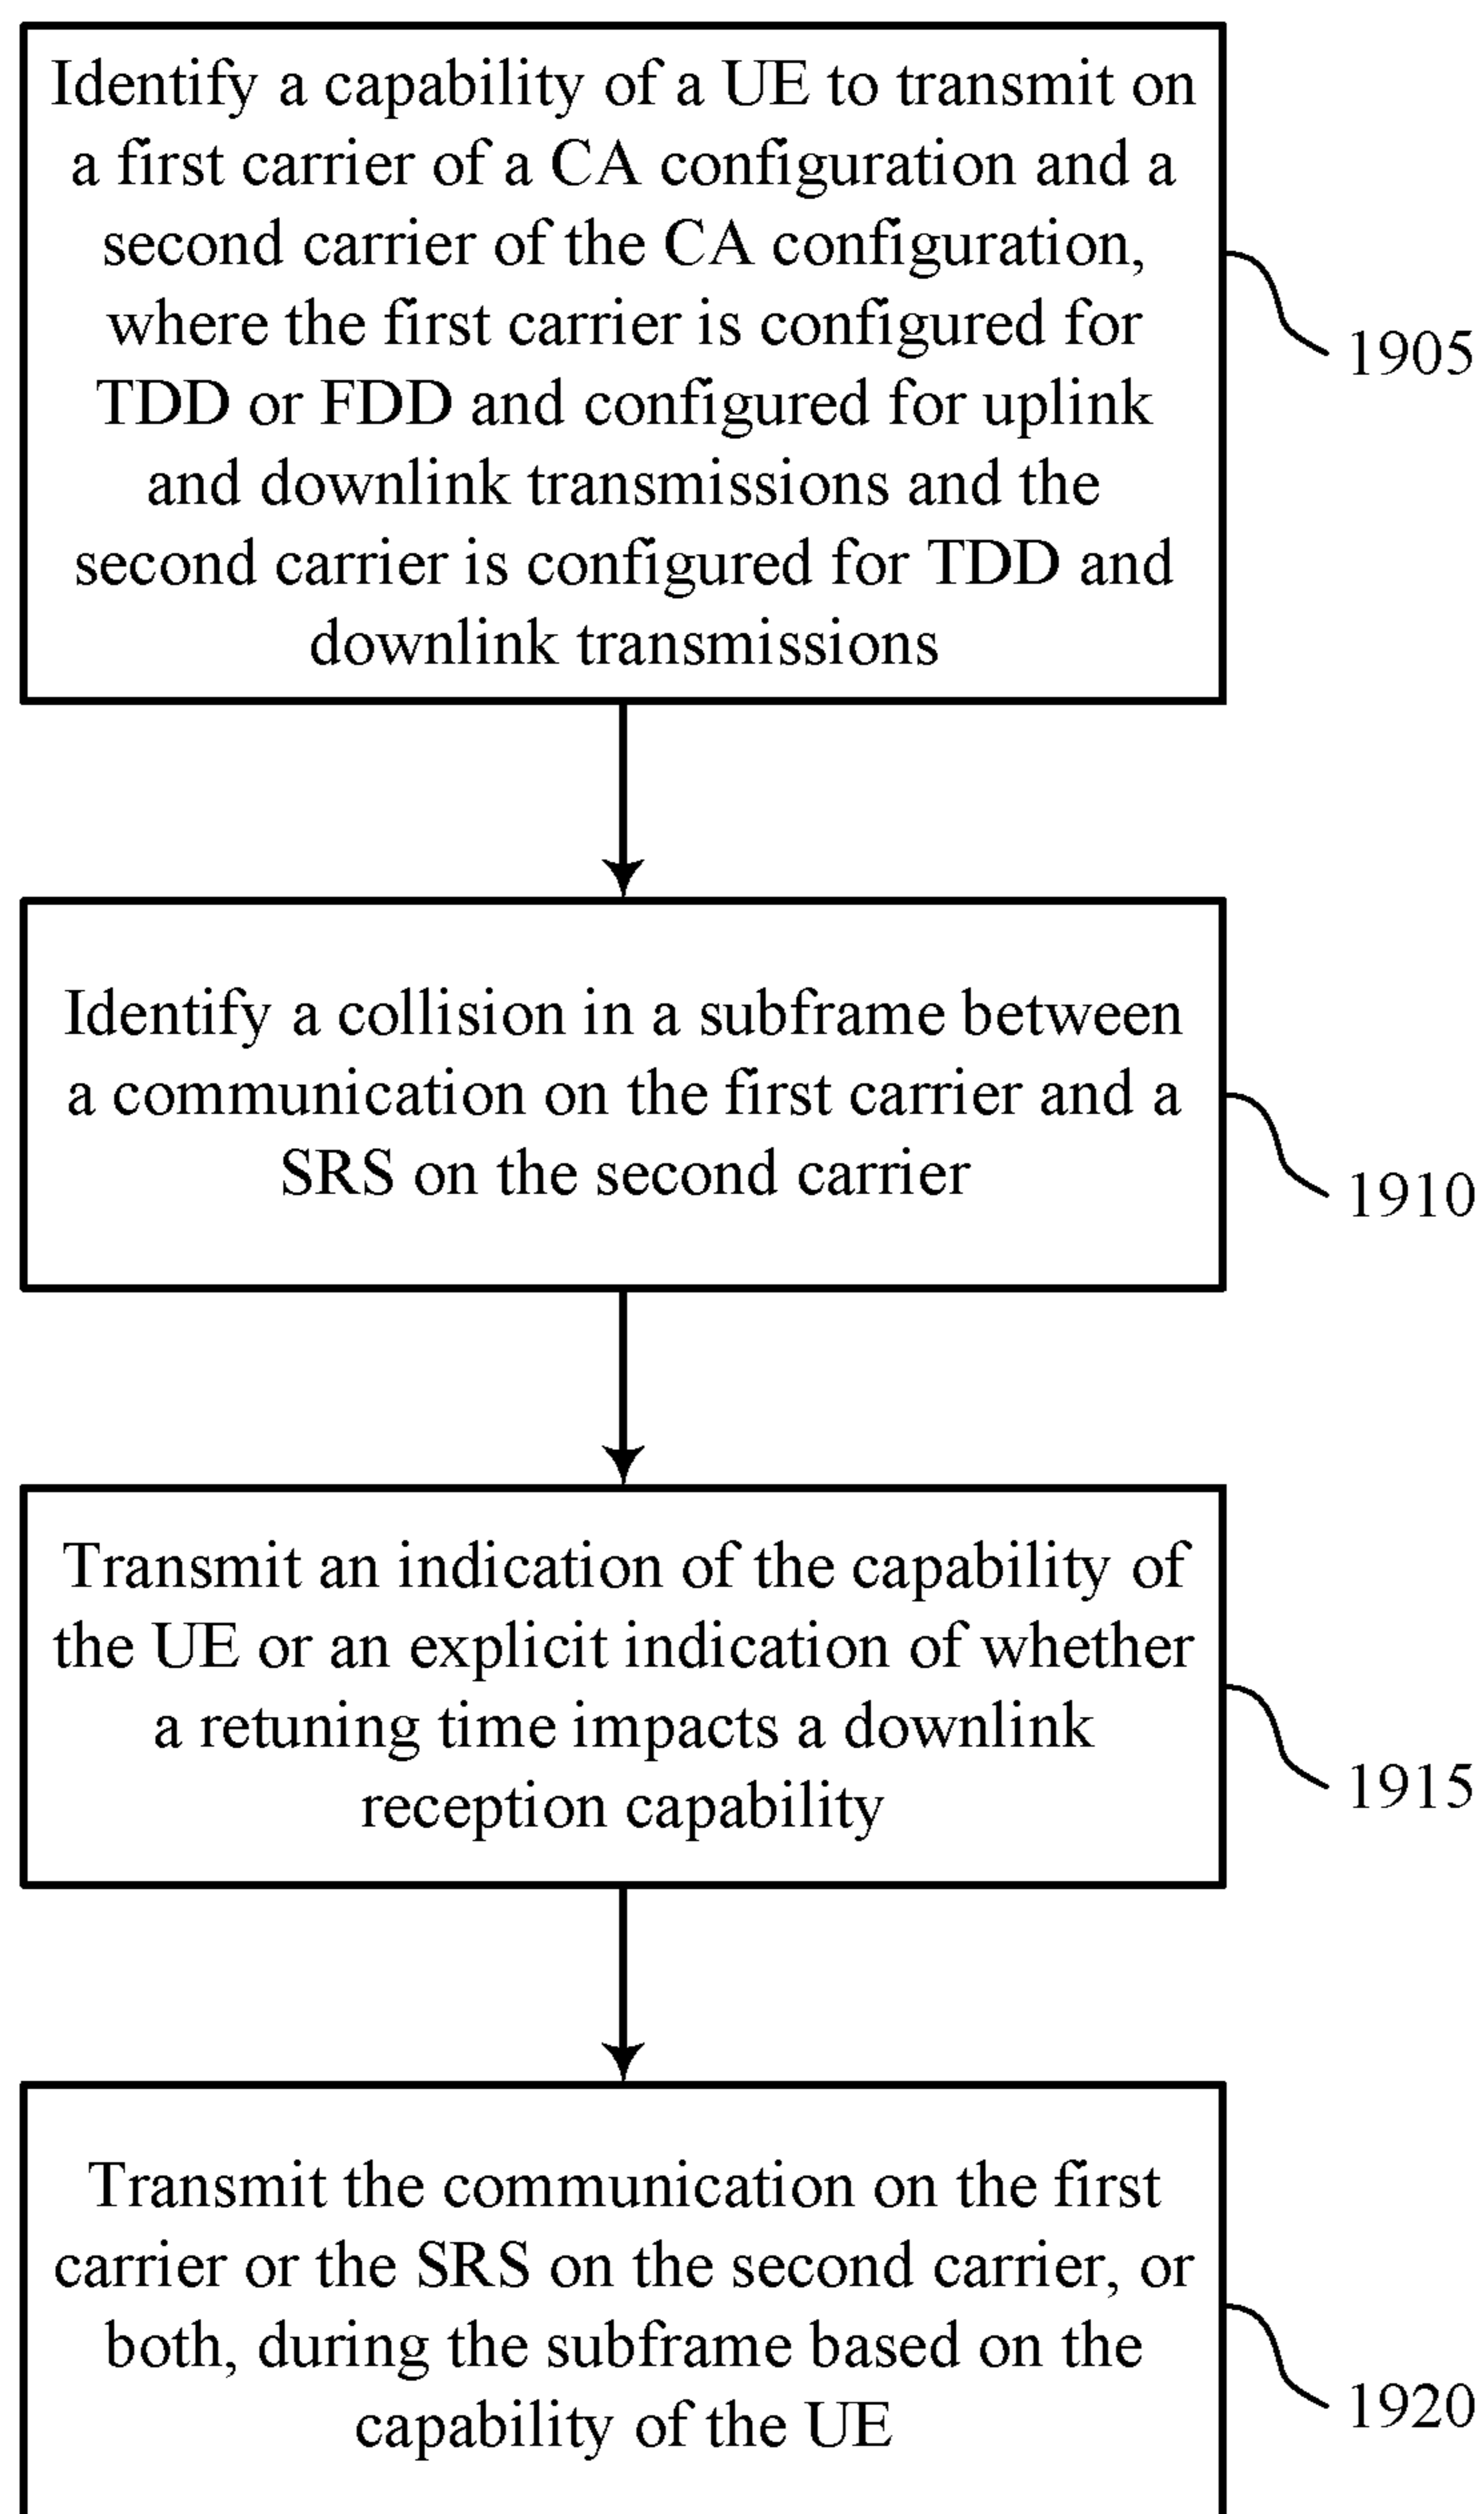 Identify a capability of a UE to transmit on
a first carrier of a CA configuration and a
second carrier of the CA configuration,
where the first carrier is configured for
TDD or FDD and configured for uplink
and downlink transmissions and the
second carrier is configured for TDD and
downlink transmissions
1905
Identify a collision in a subframe between
a communication on the first carrier and a
SRS on the second carrier
1910
Transmit an indication of the capability of
the UE or an explicit indication of whether
a retuning time impacts a downlink
reception capability
1915
Transmit the communication on the first
carrier or the SRS on the second carrier, or
both, during the subframe based on the
capability of the UE
1920